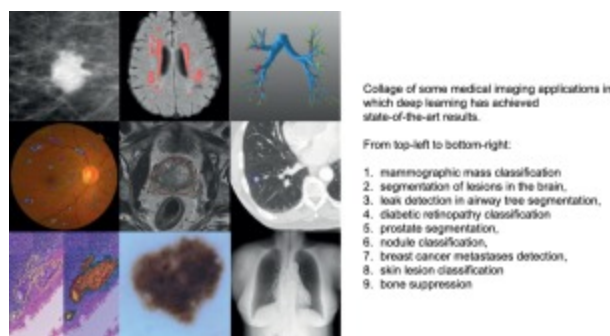 Collage of some medical imaging applications in
which deep learning has achieved
state-of-the-art results.
From top-left to bottom-right:
1. mammographic mass classification
2. segmentation of lesions in the brain,
3. leak detection in airway tree segmentation,
4. diabetic retinopathy classification
5. prostate segmentation,
6. nodule classification,
7. breast cancer metastases detection,
8. skin lesion classification
9. bone suppression